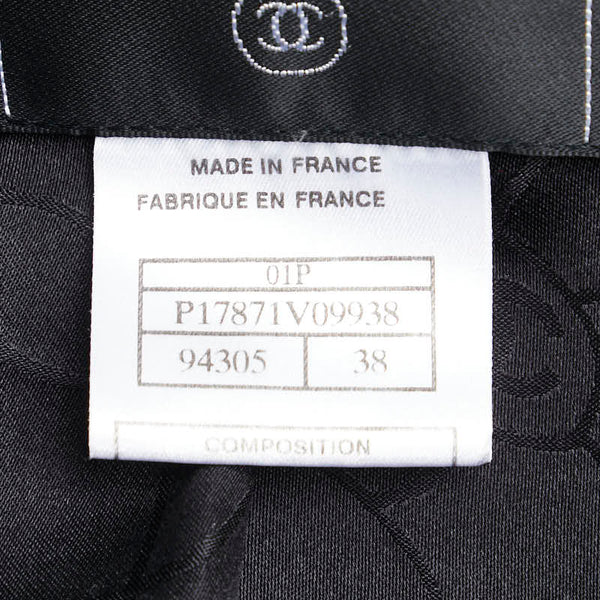 MADE IN FRANCE
FABRIQUE EN FRANCE
01P
P17871V09938
94305 38
COMPOSITION